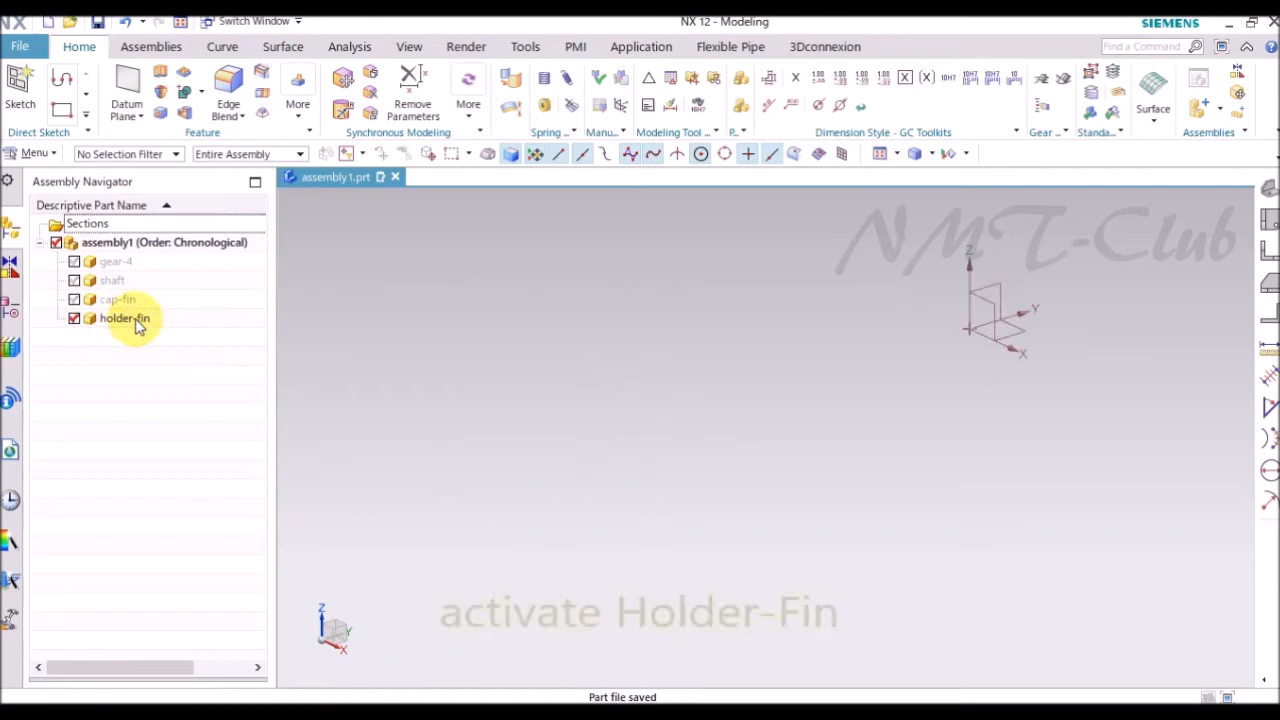 NX
Switch Window
NX 12 - Modeling
SIEMENS
File
Home
Assemblies
Curve
Surface
Analysis
View
Render
Tools
PMI
Application
Flexible Pipe
3Dconnexion
Find a Command
Sketch
Datum Plane
Edge Blend
More
Remove Parameters
More
Surface
Direct Sketch
Feature
Synchronous Modeling
Spring ...
Manu...
Modeling Tool ...
P...
Dimension Style - GC Toolkits
Gear ...
Standa...
Assemblies
Menu
No Selection Filter
Entire Assembly
Assembly Navigator
assembly1.prt
Descriptive Part Name
Sections
assembly1 (Order: Chronological)
gear-4
shaft
cap-fin
holder-fin
NMT-Club
Z
Y
X
activate Holder-Fin
Z
Y
X
Part file saved